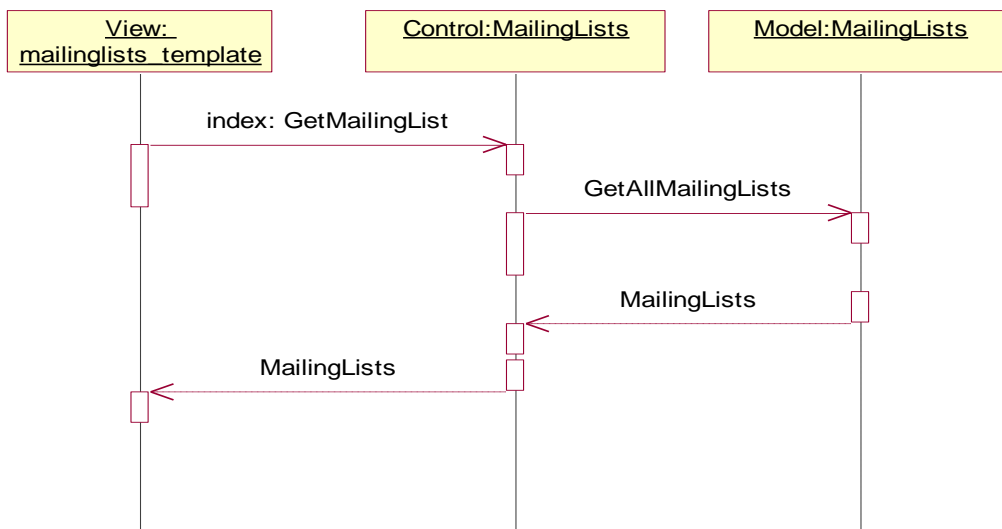 View:
mailinglists_template
Control:MailingLists
Model:MailingLists
index: GetMailingList
GetAllMailingLists
MailingLists
MailingLists